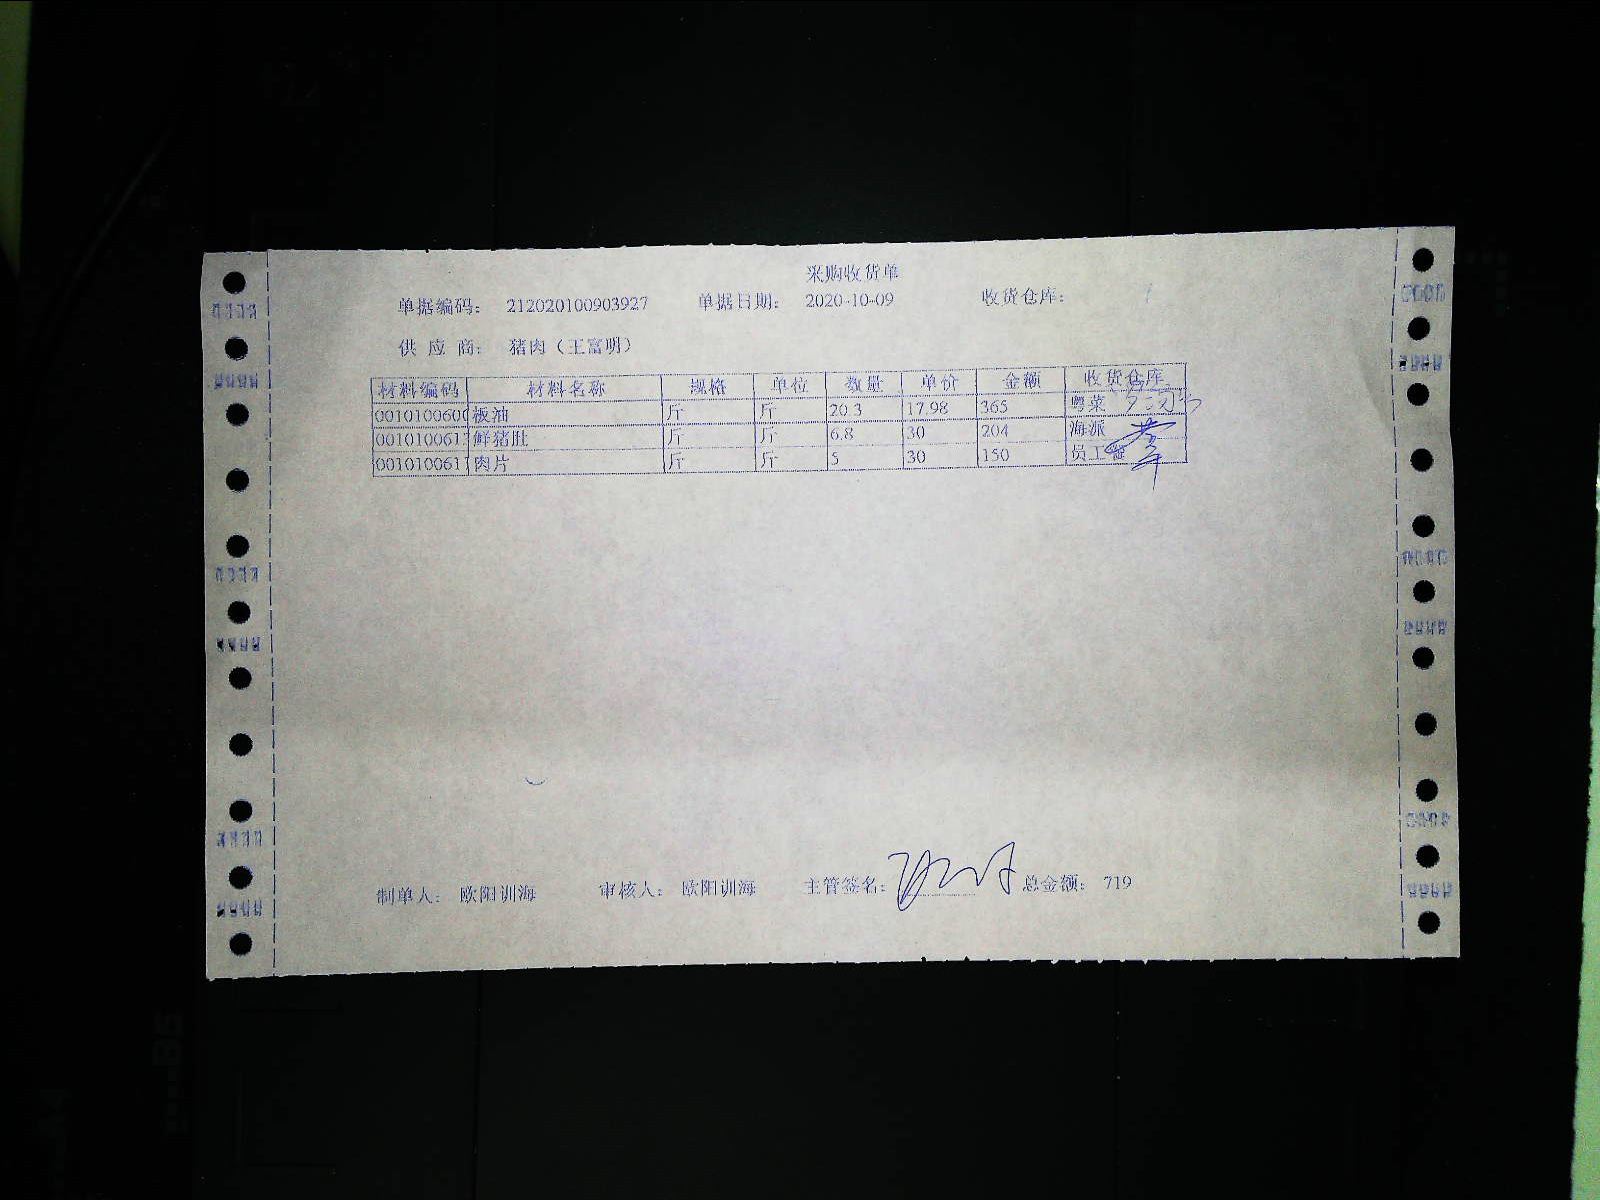 采购收货单
单据编码： 212020100903927 单据日期： 2020-10-09 收货仓库：
供 应 商： 猪肉（王富明）
材料编码 材料名称 规格 单位 数量 单价 金额 收货仓库
0010100600 板油 斤 斤 20.3 17.98 365 粤菜
001010061 鲜猪肚 斤 斤 6.8 30 204 海派
001010061 肉片 斤 斤 5 30 150 员工
制单人： 欧阳训海 审核人： 欧阳训海 主管签名： 总金额： 719